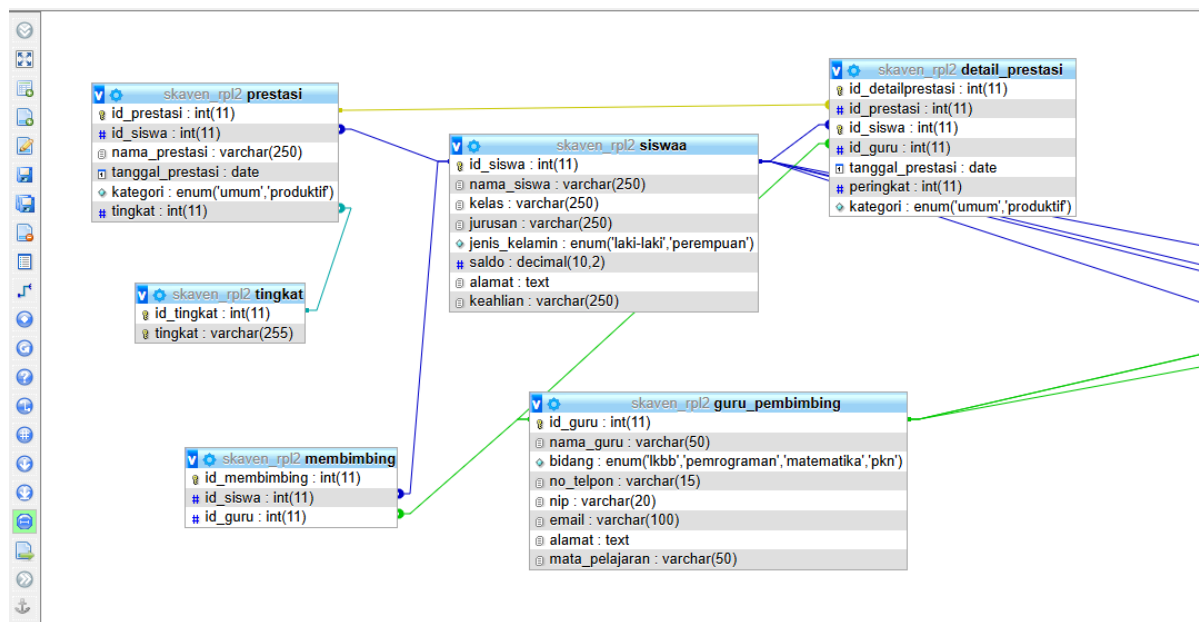 skaven_rpl2 prestasi
id_prestasi : int(11)
id_siswa : int(11)
nama_prestasi : varchar(250)
tanggal_prestasi : date
kategori : enum('umum','produktif')
tingkat : int(11)
skaven_rpl2 tingkat
id_tingkat : int(11)
tingkat : varchar(255)
skaven_rpl2 membimbing
id_membimbing : int(11)
id_siswa : int(11)
id_guru : int(11)
skaven_rpl2 siswaa
id_siswa : int(11)
nama_siswa : varchar(250)
kelas : varchar(250)
jurusan : varchar(250)
jenis_kelamin : enum('laki-laki','perempuan')
saldo : decimal(10,2)
alamat : text
keahlian : varchar(250)
skaven_rpl2 guru_pembimbing
id_guru : int(11)
nama_guru : varchar(50)
bidang : enum('lkbb','pemrograman','matematika','pkn')
no_telpon : varchar(15)
nip : varchar(20)
email : varchar(100)
alamat : text
mata_pelajaran : varchar(50)
skaven_rpl2 detail_prestasi
id_detailprestasi : int(11)
id_prestasi : int(11)
id_siswa : int(11)
id_guru : int(11)
tanggal_prestasi : date
peringkat : int(11)
kategori : enum('umum','produktif')